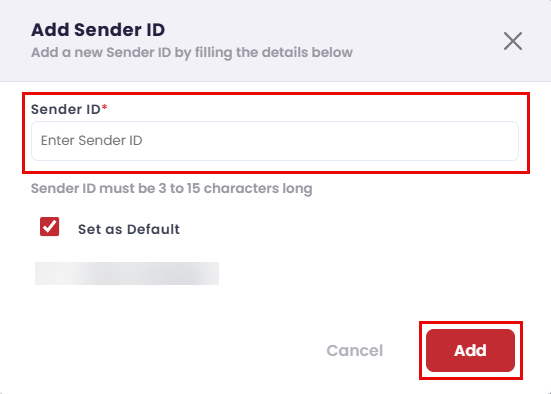 Add Sender ID
Add a new Sender ID by filling the details below
Sender ID*
Enter Sender ID
Sender ID must be 3 to 15 characters long
Set as Default
Cancel
Add